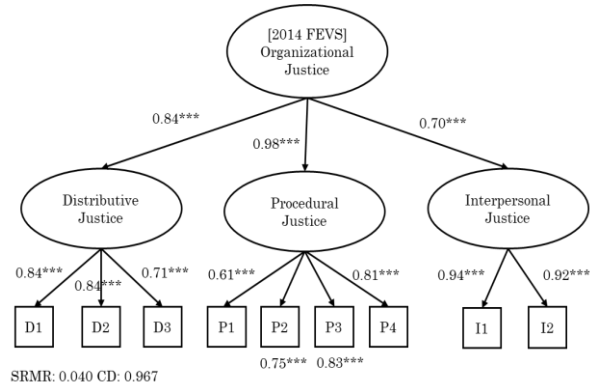 [2014 FEVS]
Organizational
Justice
0.84***
0.98***
0.70***
Distributive
Justice
Procedural
Justice
Interpersonal
Justice
0.84***
0.84***
0.71***
0.61***
0.81***
0.94***
0.92***
D1
D2
D3
P1
P2
P3
P4
I1
I2
0.75***
0.83***
SRMR: 0.040 CD: 0.967